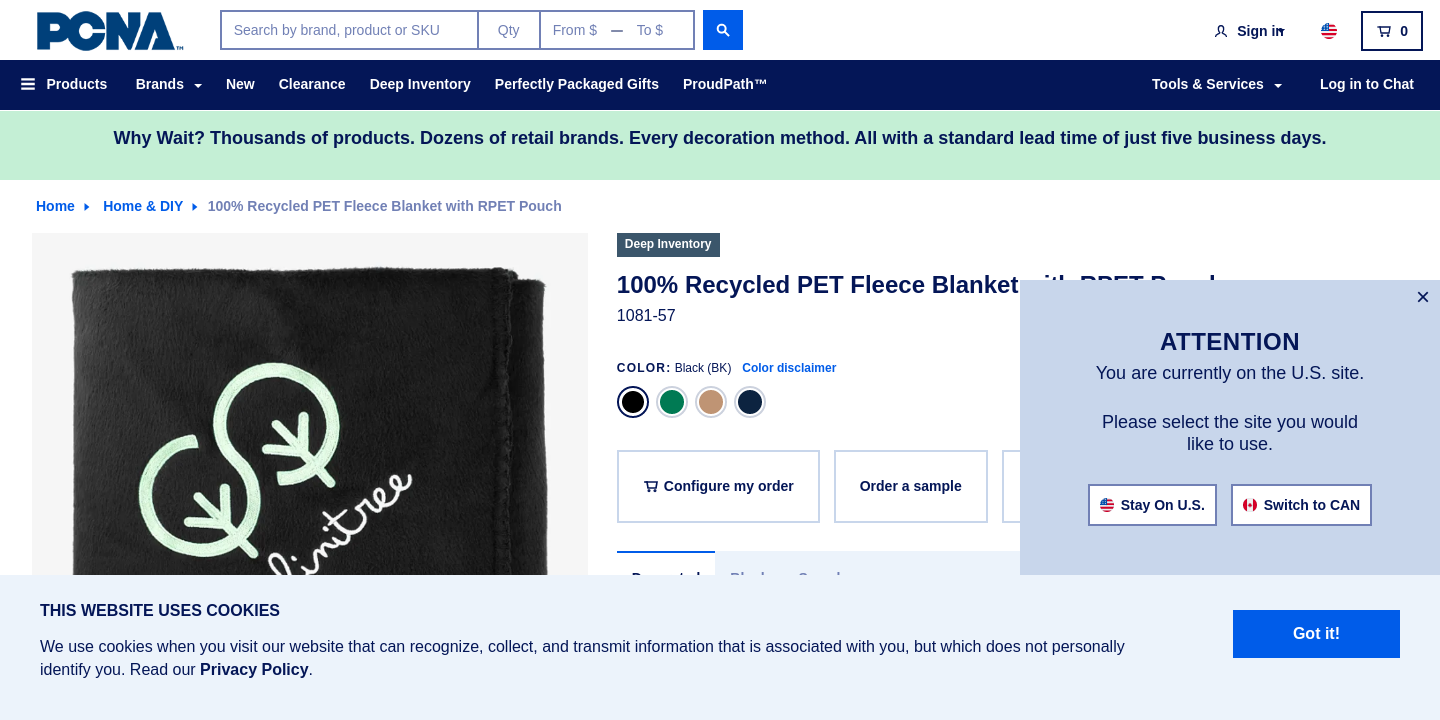 PCNA™
Search by brand, product or SKU
Qty
From $ — To $
Sign in
0
Products
Brands
New
Clearance
Deep Inventory
Perfectly Packaged Gifts
ProudPath™
Tools & Services
Log in to Chat
Why Wait? Thousands of products. Dozens of retail brands. Every decoration method. All with a standard lead time of just five business days.
Home
Home & DIY
100% Recycled PET Fleece Blanket with RPET Pouch
Deep Inventory
100% Recycled PET Fleece Blanket
1081-57
COLOR: Black (BK) Color disclaimer
Configure my order
Order a sample
ATTENTION
You are currently on the U.S. site.
Please select the site you would
like to use.
Stay On U.S.
Switch to CAN
THIS WEBSITE USES COOKIES
We use cookies when you visit our website that can recognize, collect, and transmit information that is associated with you, but which does not personally
identify you. Read our Privacy Policy.
Got it!